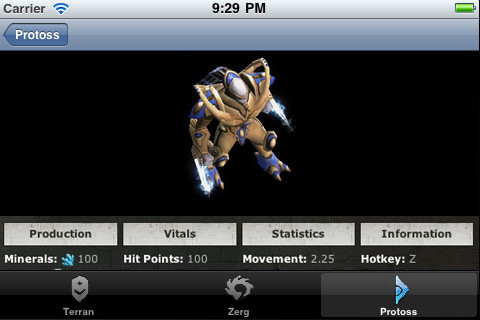 Carrier 9:29 PM
Protoss
Production Vitals Statistics Information
Minerals: 100 Hit Points: 100 Movement: 2.25 Hotkey: Z
Terran Zerg Protoss